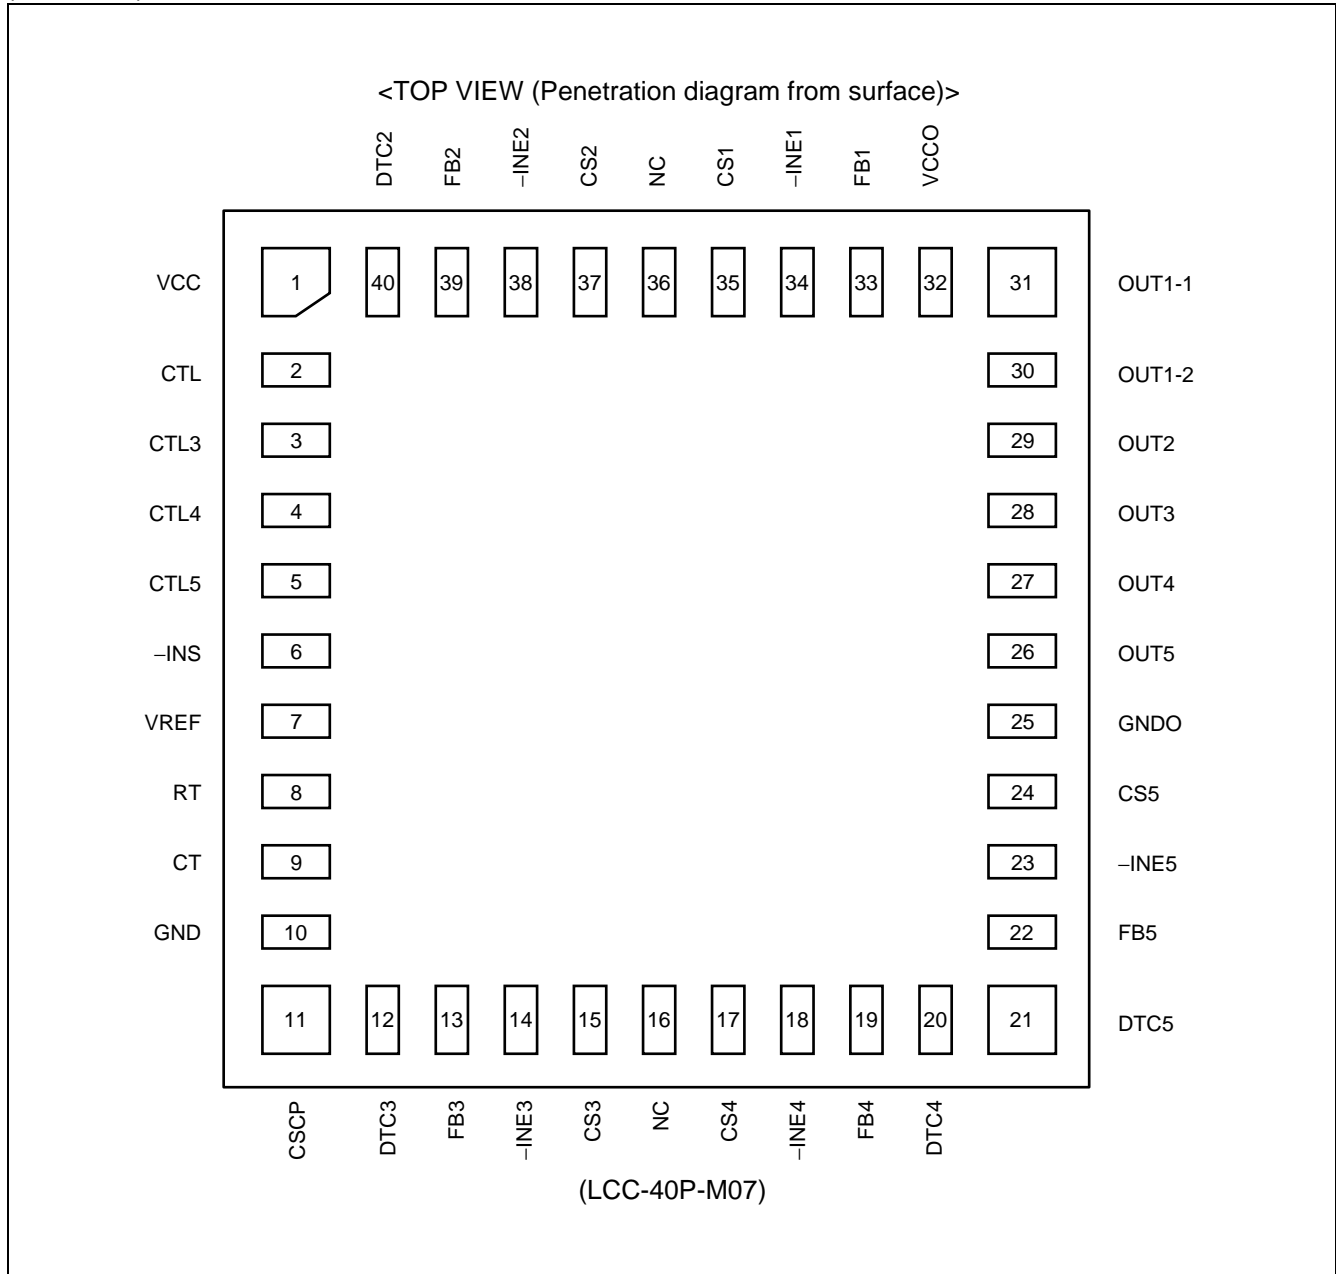 <TOP VIEW (Penetration diagram from surface)>
DTC2
FB2
–INE2
CS2
NC
CS1
–INE1
FB1
VCCO
VCC
1
40
39
38
37
36
35
34
33
32
31
OUT1-1
CTL
2
30
OUT1-2
CTL3
3
29
OUT2
CTL4
4
28
OUT3
CTL5
5
27
OUT4
–INS
6
26
OUT5
VREF
7
25
GNDO
RT
8
24
CS5
CT
9
23
–INE5
GND
10
22
FB5
11
12
13
14
15
16
17
18
19
20
21
DTC5
CSCP
DTC3
FB3
–INE3
CS3
NC
CS4
–INE4
FB4
DTC4
(LCC-40P-M07)